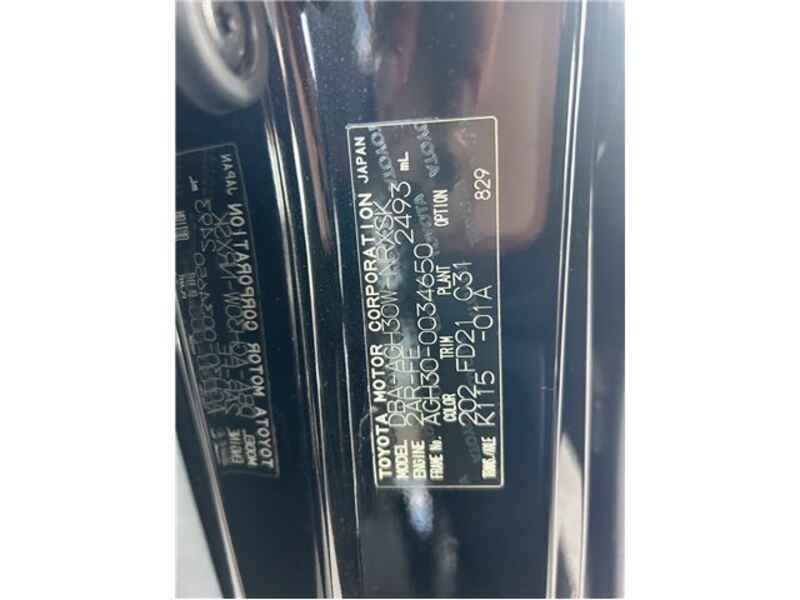 TOYOTA MOTOR CORPORATION JAPAN
MODEL DBA-AGH30W-NRXSK
ENGINE 2AR-FE 2493 mL
FRAME No. AGH30-0034650
COLOR TRIM PLANT OPTION
202 FD21 C31
TRANS./AXLE K115 -01A 829